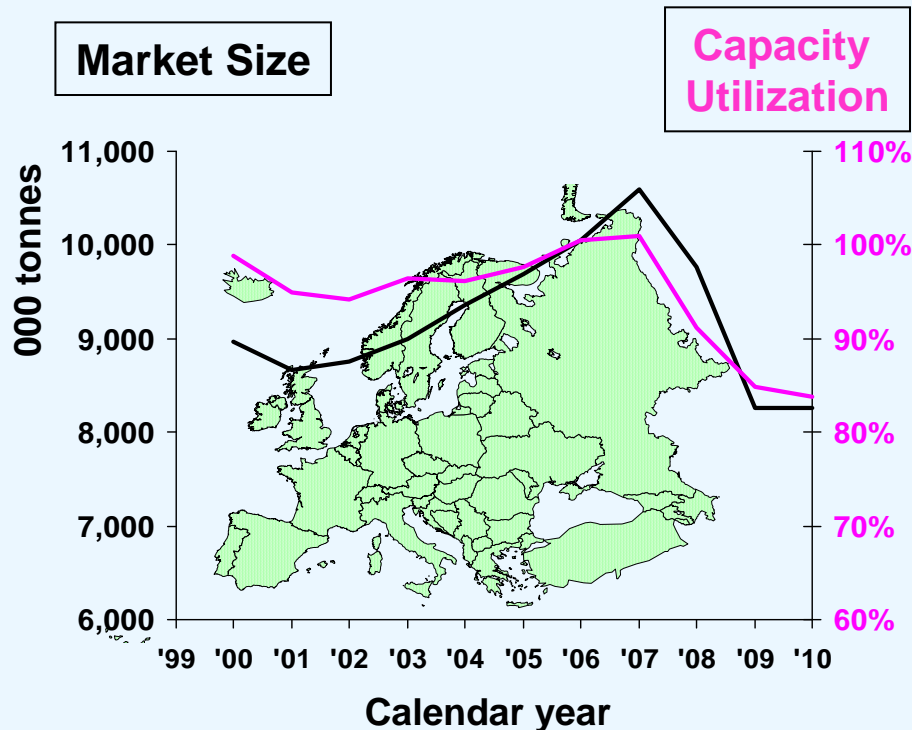 Market Size
Capacity
Utilization
000 tonnes
11,000
10,000
9,000
8,000
7,000
6,000
110%
100%
90%
80%
70%
60%
'99 '00 '01 '02 '03 '04 '05 '06 '07 '08 '09 '10
Calendar year